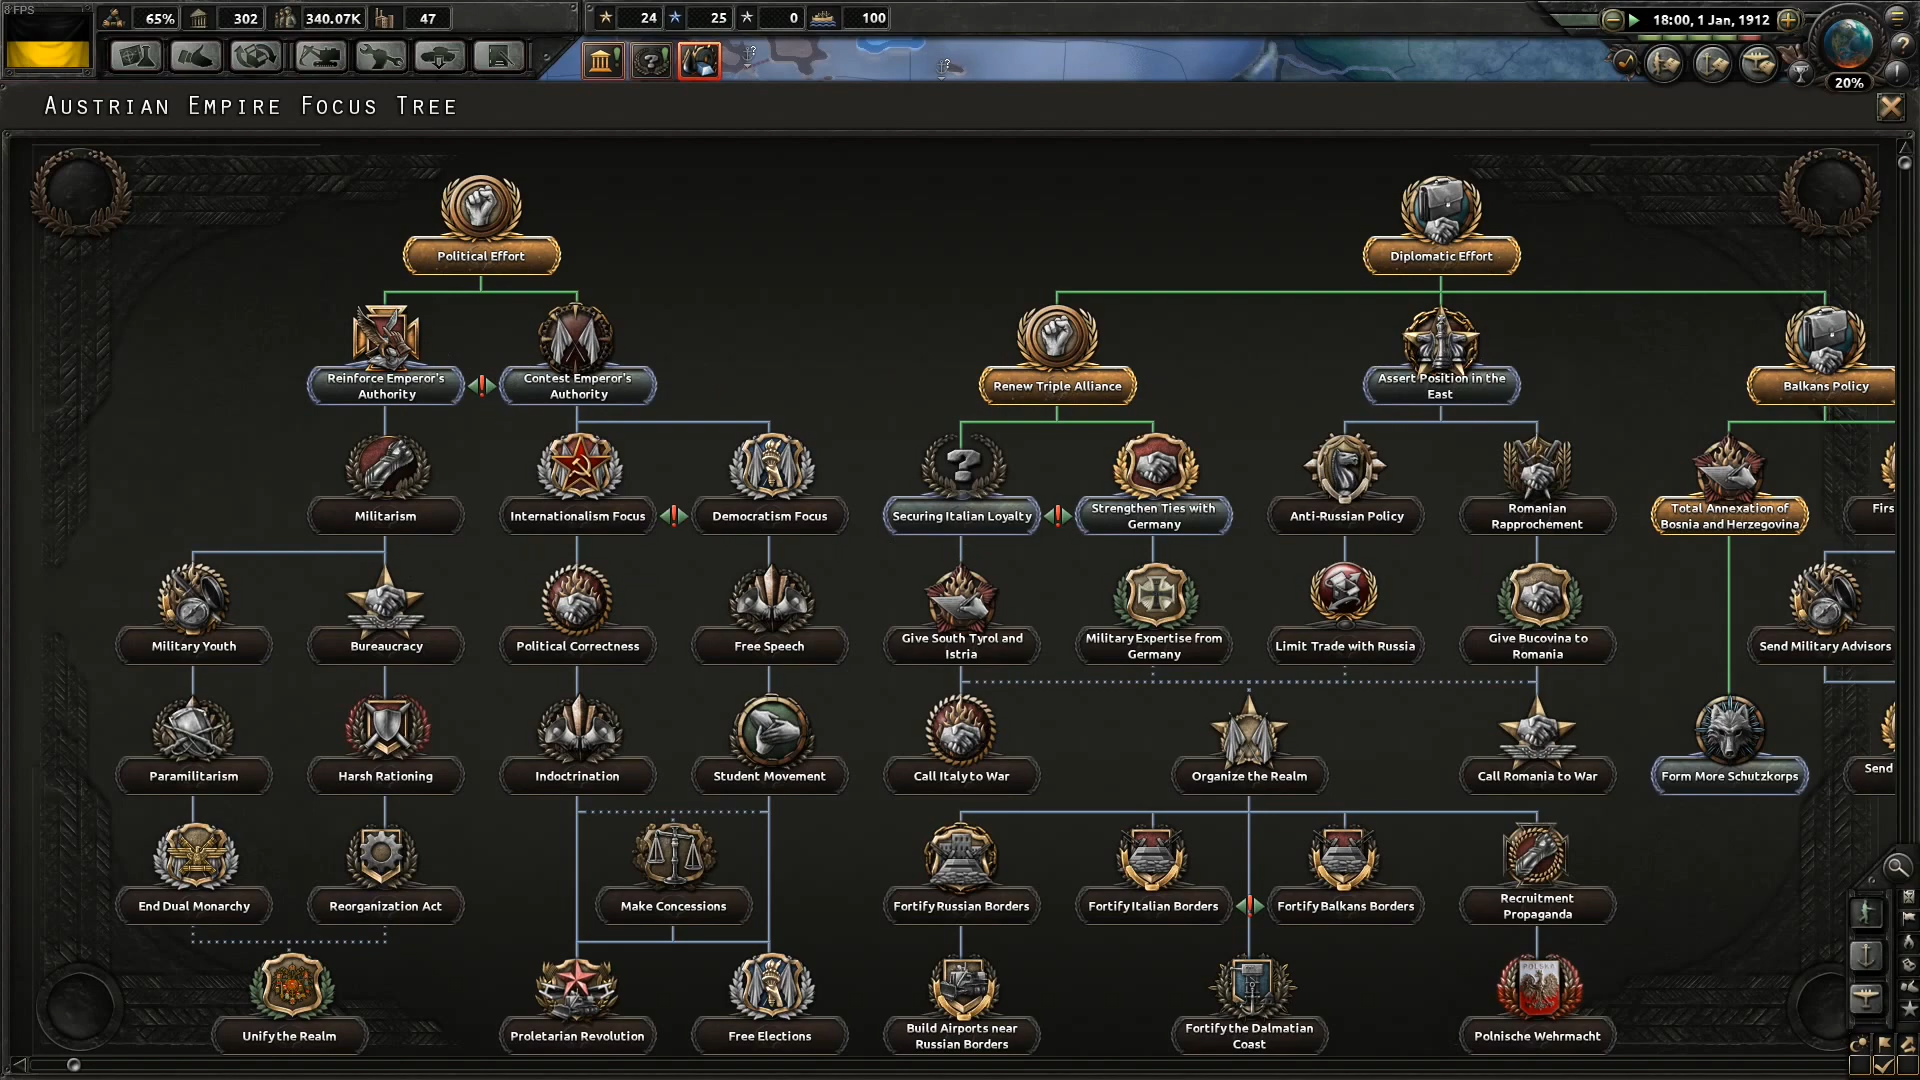 8 FPS
65%
302
340.07K
47
24
25
0
100
18:00, 1 Jan, 1912
20%
Austrian Empire Focus Tree
Political Effort
Diplomatic Effort
Reinforce Emperor's
Authority
Contest Emperor's
Authority
Renew Triple Alliance
Assert Position in the
East
Balkans Policy
Militarism
Internationalism Focus
Democratism Focus
Securing Italian Loyalty
Strengthen Ties with
Germany
Anti-Russian Policy
Romanian
Rapprochement
Total Annexation of
Bosnia and Herzegovina
Firs
Military Youth
Bureaucracy
Political Correctness
Free Speech
Give South Tyrol and
Istria
Military Expertise from
Germany
Limit Trade with Russia
Give Bucovina to
Romania
Send Military Advisors
Paramilitarism
Harsh Rationing
Indoctrination
Student Movement
Call Italy to War
Organize the Realm
Call Romania to War
Form More Schutzkorps
Send
End Dual Monarchy
Reorganization Act
Make Concessions
Fortify Russian Borders
Fortify Italian Borders
Fortify Balkans Borders
Recruitment
Propaganda
POLSKA
Unify the Realm
Proletarian Revolution
Free Elections
Build Airports near
Russian Borders
Fortify the Dalmatian
Coast
Polnische Wehrmacht